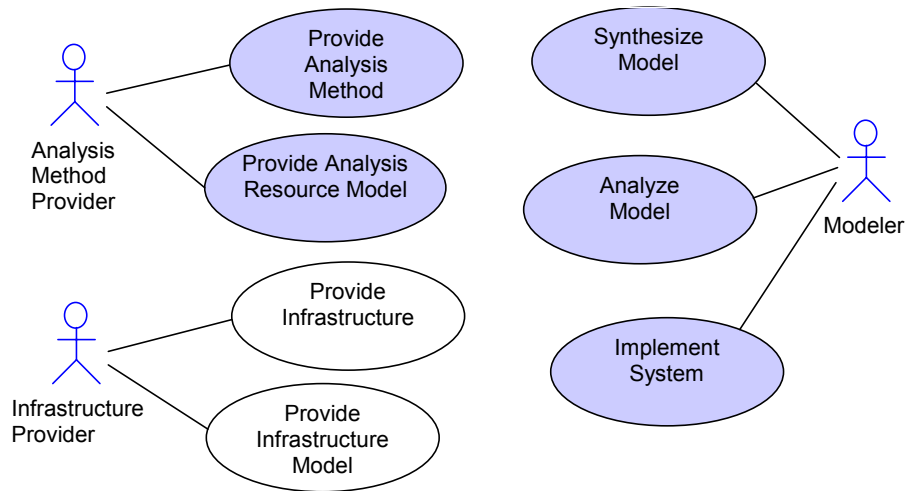 Provide
Analysis
Method
Analysis
Method
Provider
Provide Analysis
Resource Model
Provide
Infrastructure
Infrastructure
Provider
Provide
Infrastructure
Model
Synthesize
Model
Analyze
Model
Modeler
Implement
System